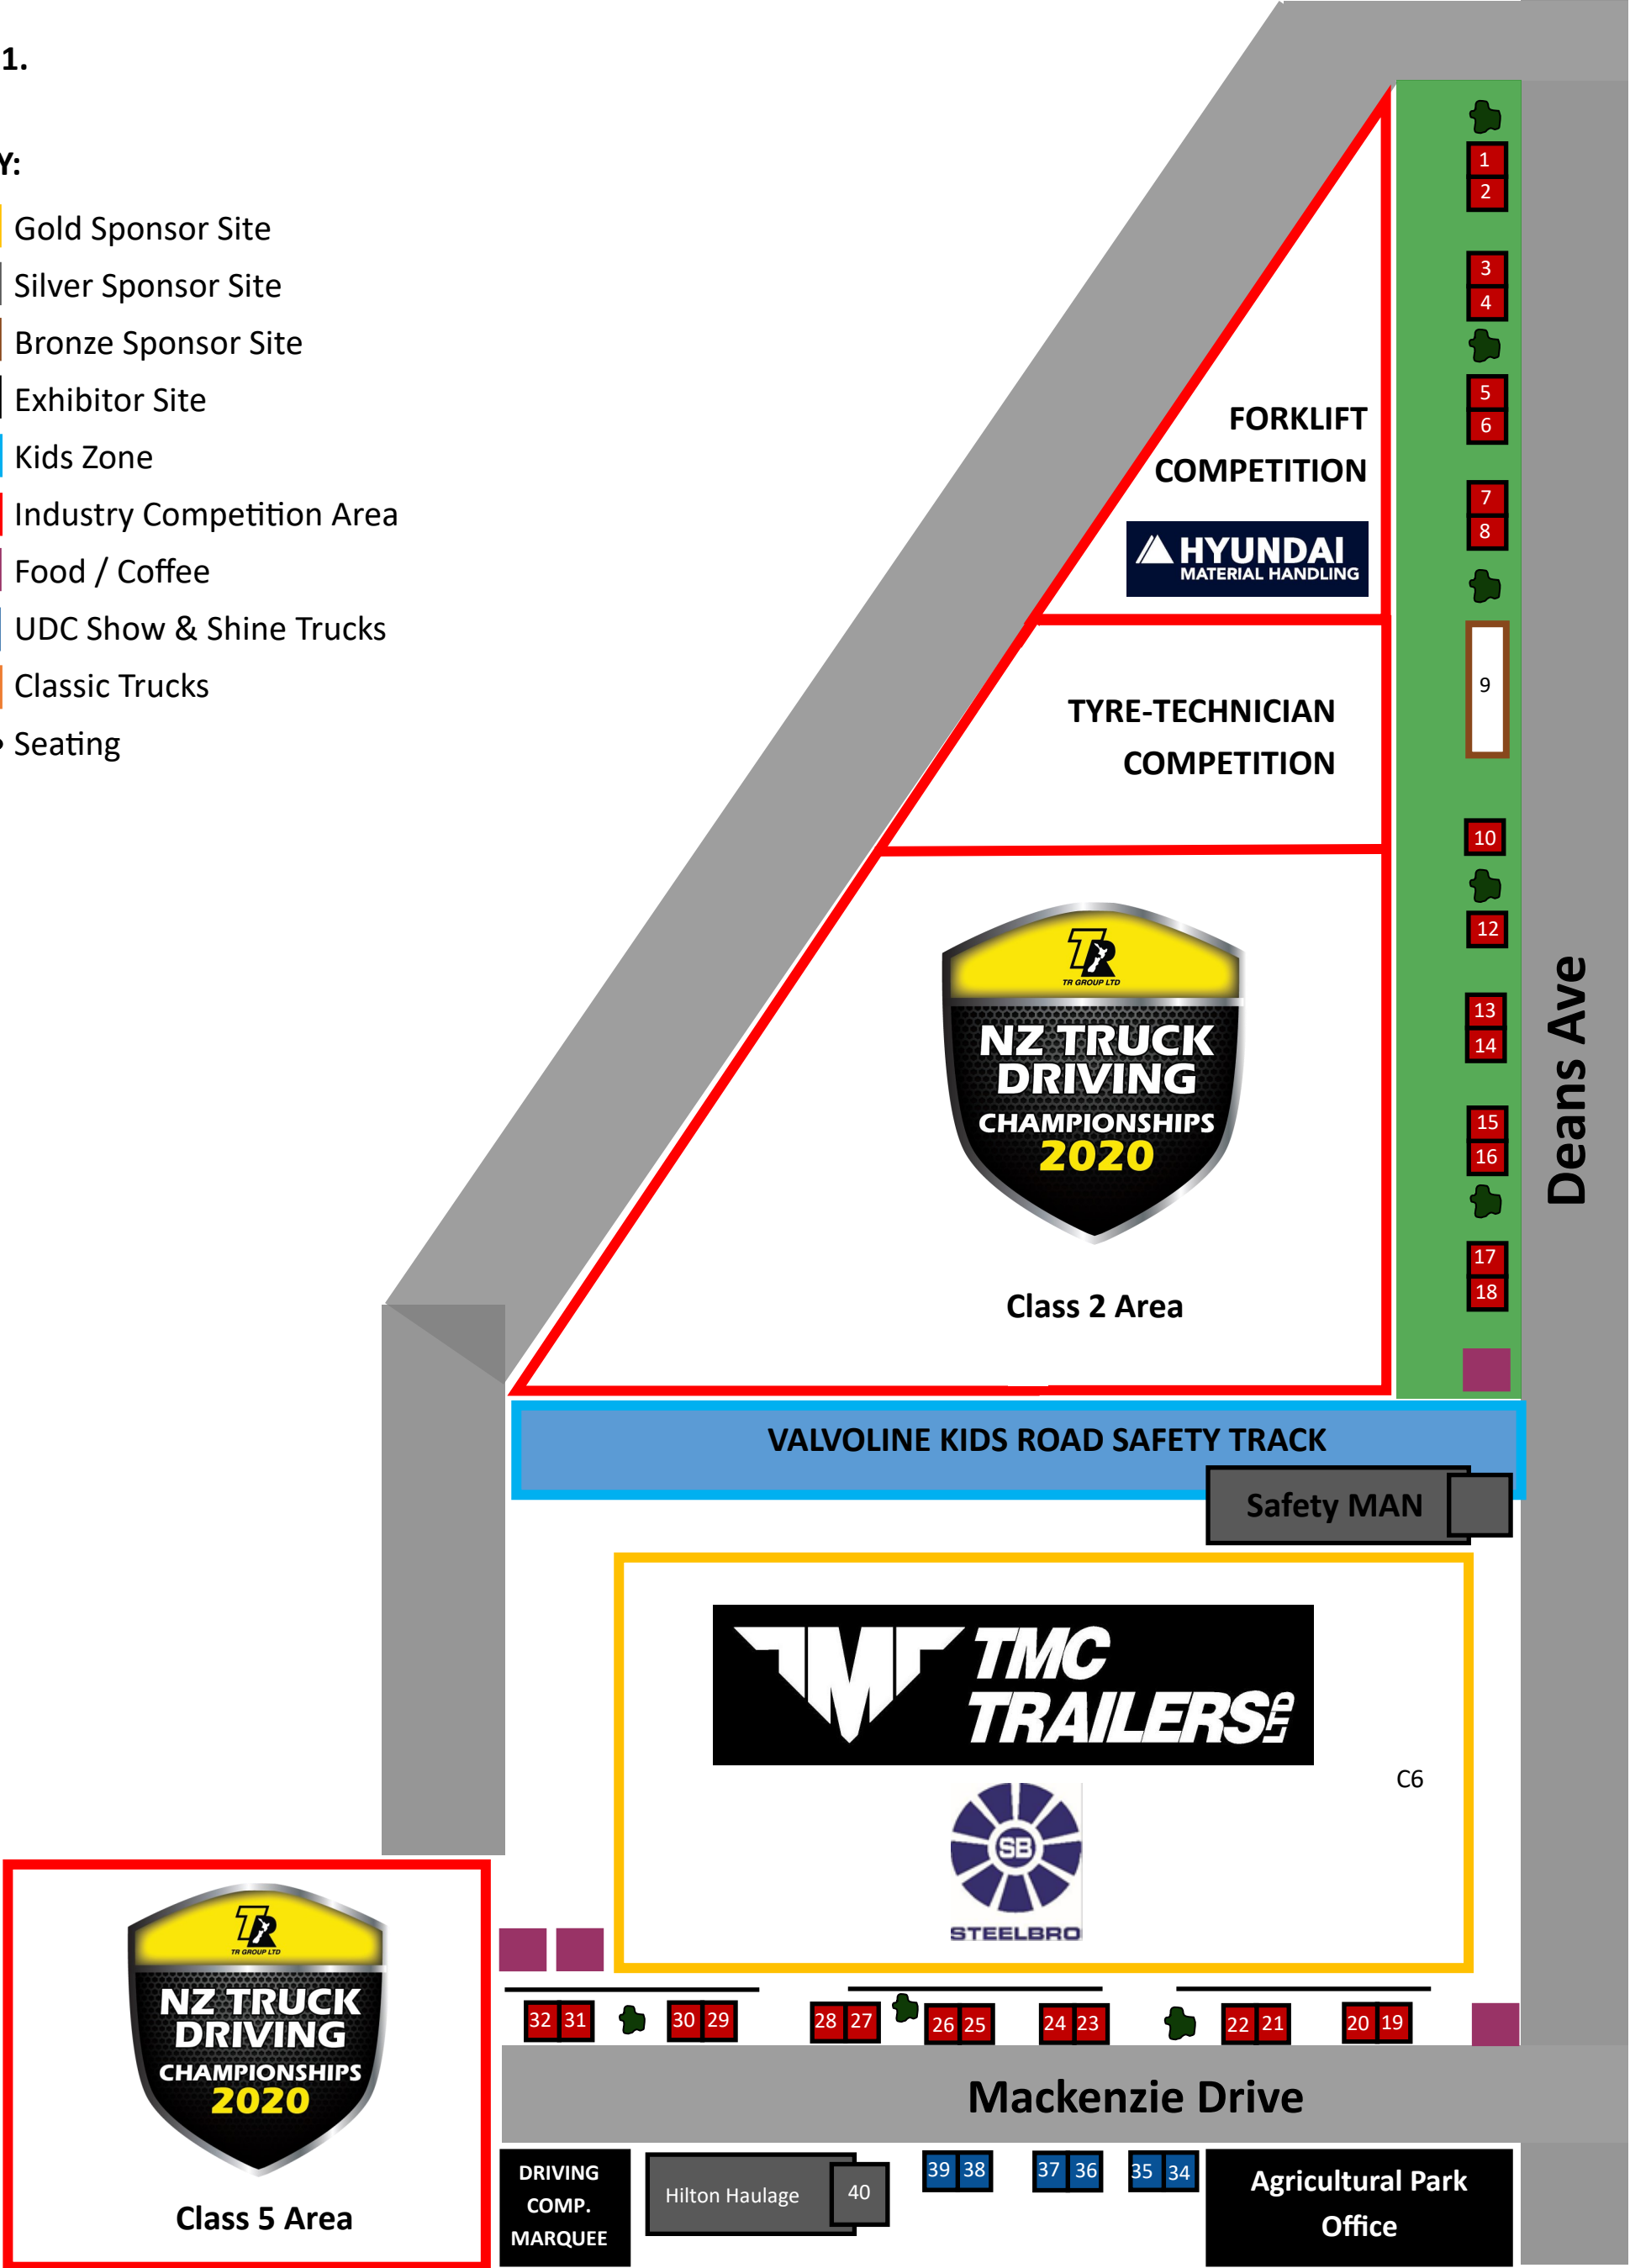 1.
Y:
Gold Sponsor Site
Silver Sponsor Site
Bronze Sponsor Site
Exhibitor Site
Kids Zone
Industry Competition Area
Food / Coffee
UDC Show & Shine Trucks
Classic Trucks
Seating
1
2
3
4
5
6
7
8
9
10
12
13
14
15
16
17
18
FORKLIFT
COMPETITION
HYUNDAI
MATERIAL HANDLING
TYRE-TECHNICIAN
COMPETITION
TR
TR GROUP LTD
NZ TRUCK
DRIVING
CHAMPIONSHIPS
2020
Class 2 Area
Deans Ave
VALVOLINE KIDS ROAD SAFETY TRACK
Safety MAN
TMC
TRAILERS LTD
C6
SB
STEELBRO
TR
TR GROUP LTD
NZ TRUCK
DRIVING
CHAMPIONSHIPS
2020
Class 5 Area
32 31 30 29 28 27 26 25 24 23 22 21 20 19
Mackenzie Drive
DRIVING
COMP.
MARQUEE
Hilton Haulage 40
39 38 37 36 35 34
Agricultural Park
Office